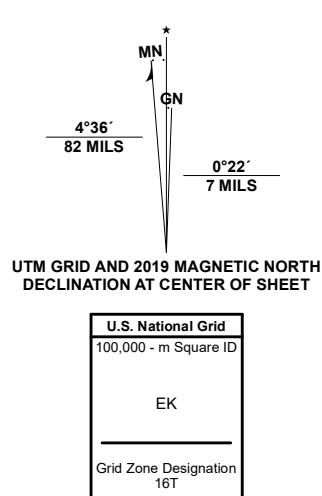 ★
MN
GN
4°36´
82 MILS
0°22´
7 MILS
UTM GRID AND 2019 MAGNETIC NORTH
DECLINATION AT CENTER OF SHEET
U.S. National Grid
100,000 - m Square ID
EK
Grid Zone Designation
16T